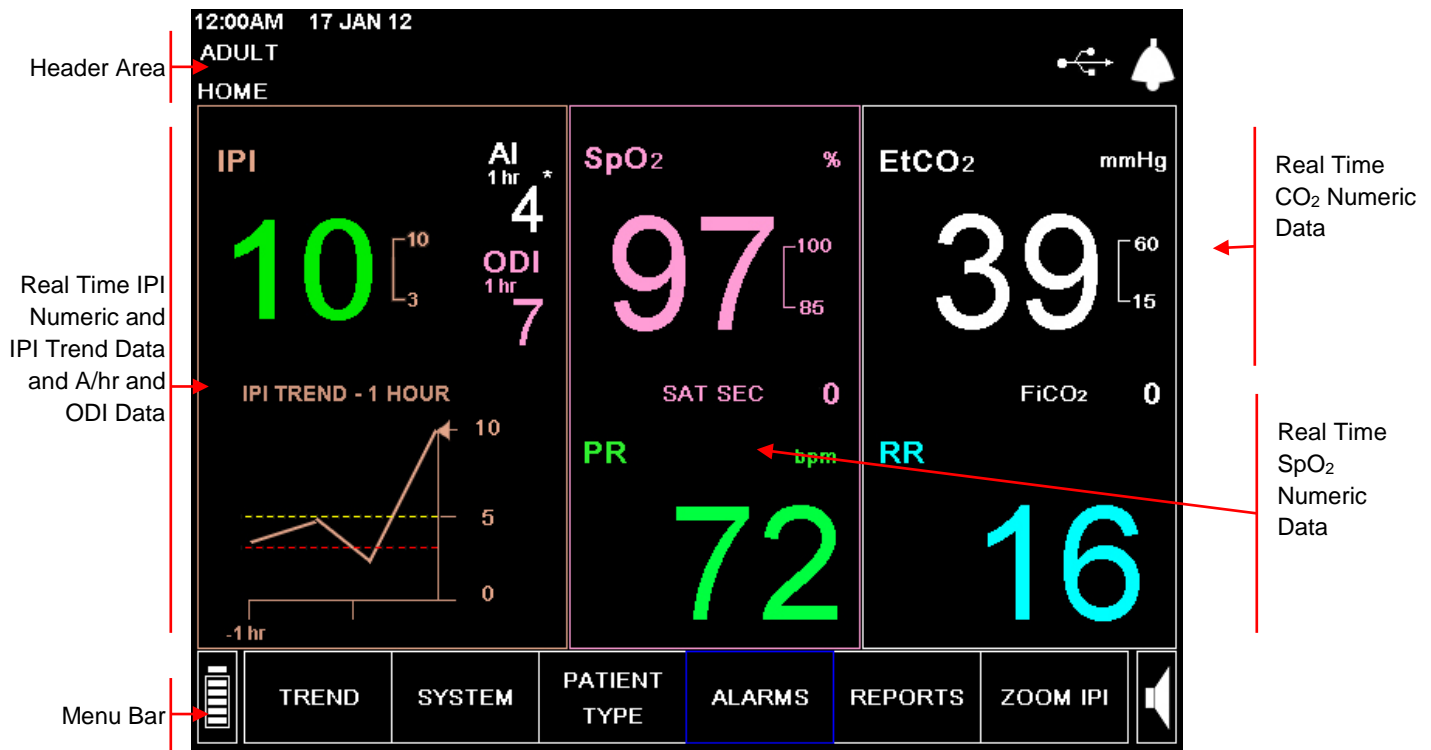 12:00AM 17 JAN 12
ADULT
HOME
Header Area
IPI
10
10
3
AI
1 hr *
4
ODI
1 hr
7
IPI TREND - 1 HOUR
10
5
0
-1 hr
SpO2 %
97
100
85
SAT SEC 0
PR bpm
72
EtCO2 mmHg
39
60
15
FiCO2 0
RR
16
Real Time IPI
Numeric and
IPI Trend Data
and A/hr and
ODI Data
Real Time
CO2 Numeric
Data
Real Time
SpO2
Numeric
Data
Menu Bar
TREND
SYSTEM
PATIENT
TYPE
ALARMS
REPORTS
ZOOM IPI